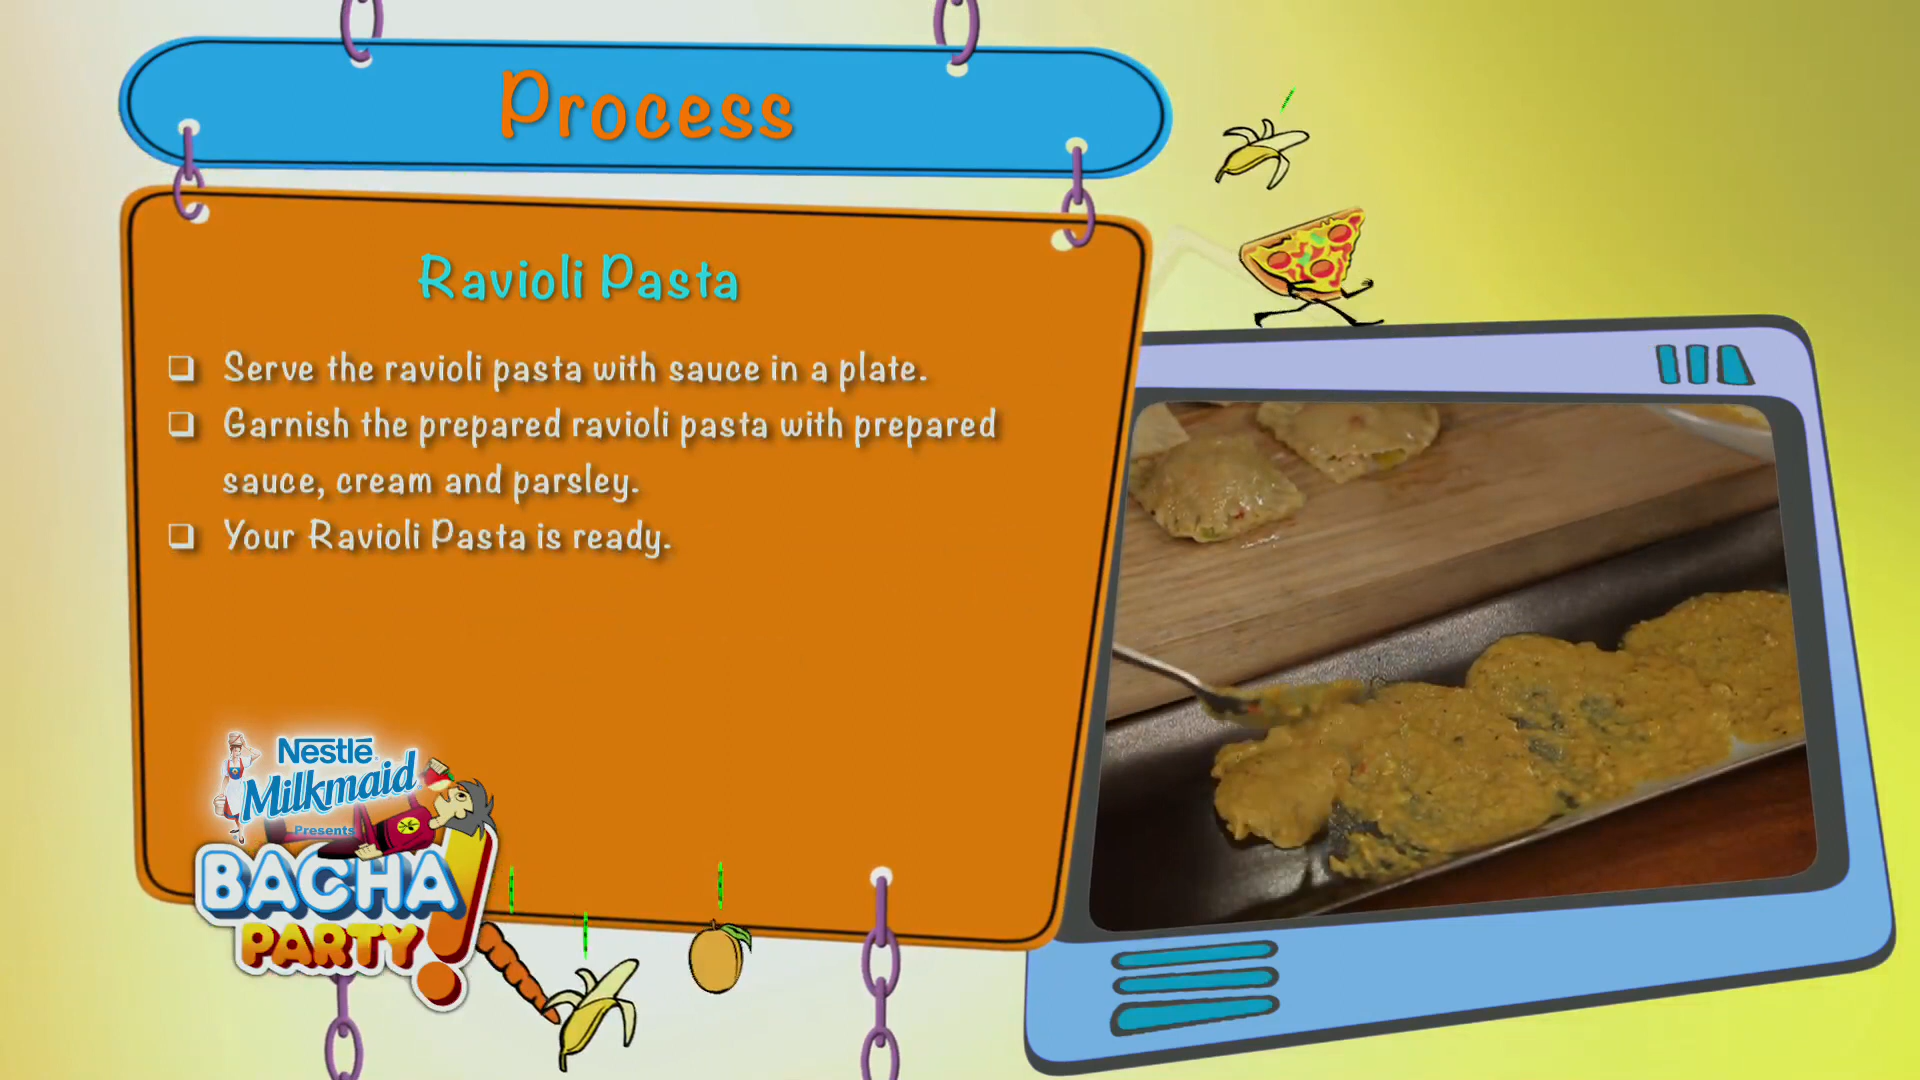 Process
Ravioli Pasta
❑ Serve the ravioli pasta with sauce in a plate.
❑ Garnish the prepared ravioli pasta with prepared
sauce, cream and parsley.
❑ Your Ravioli Pasta is ready.
Nestlé
Milkmaid
Presents
BACHA
PARTY!